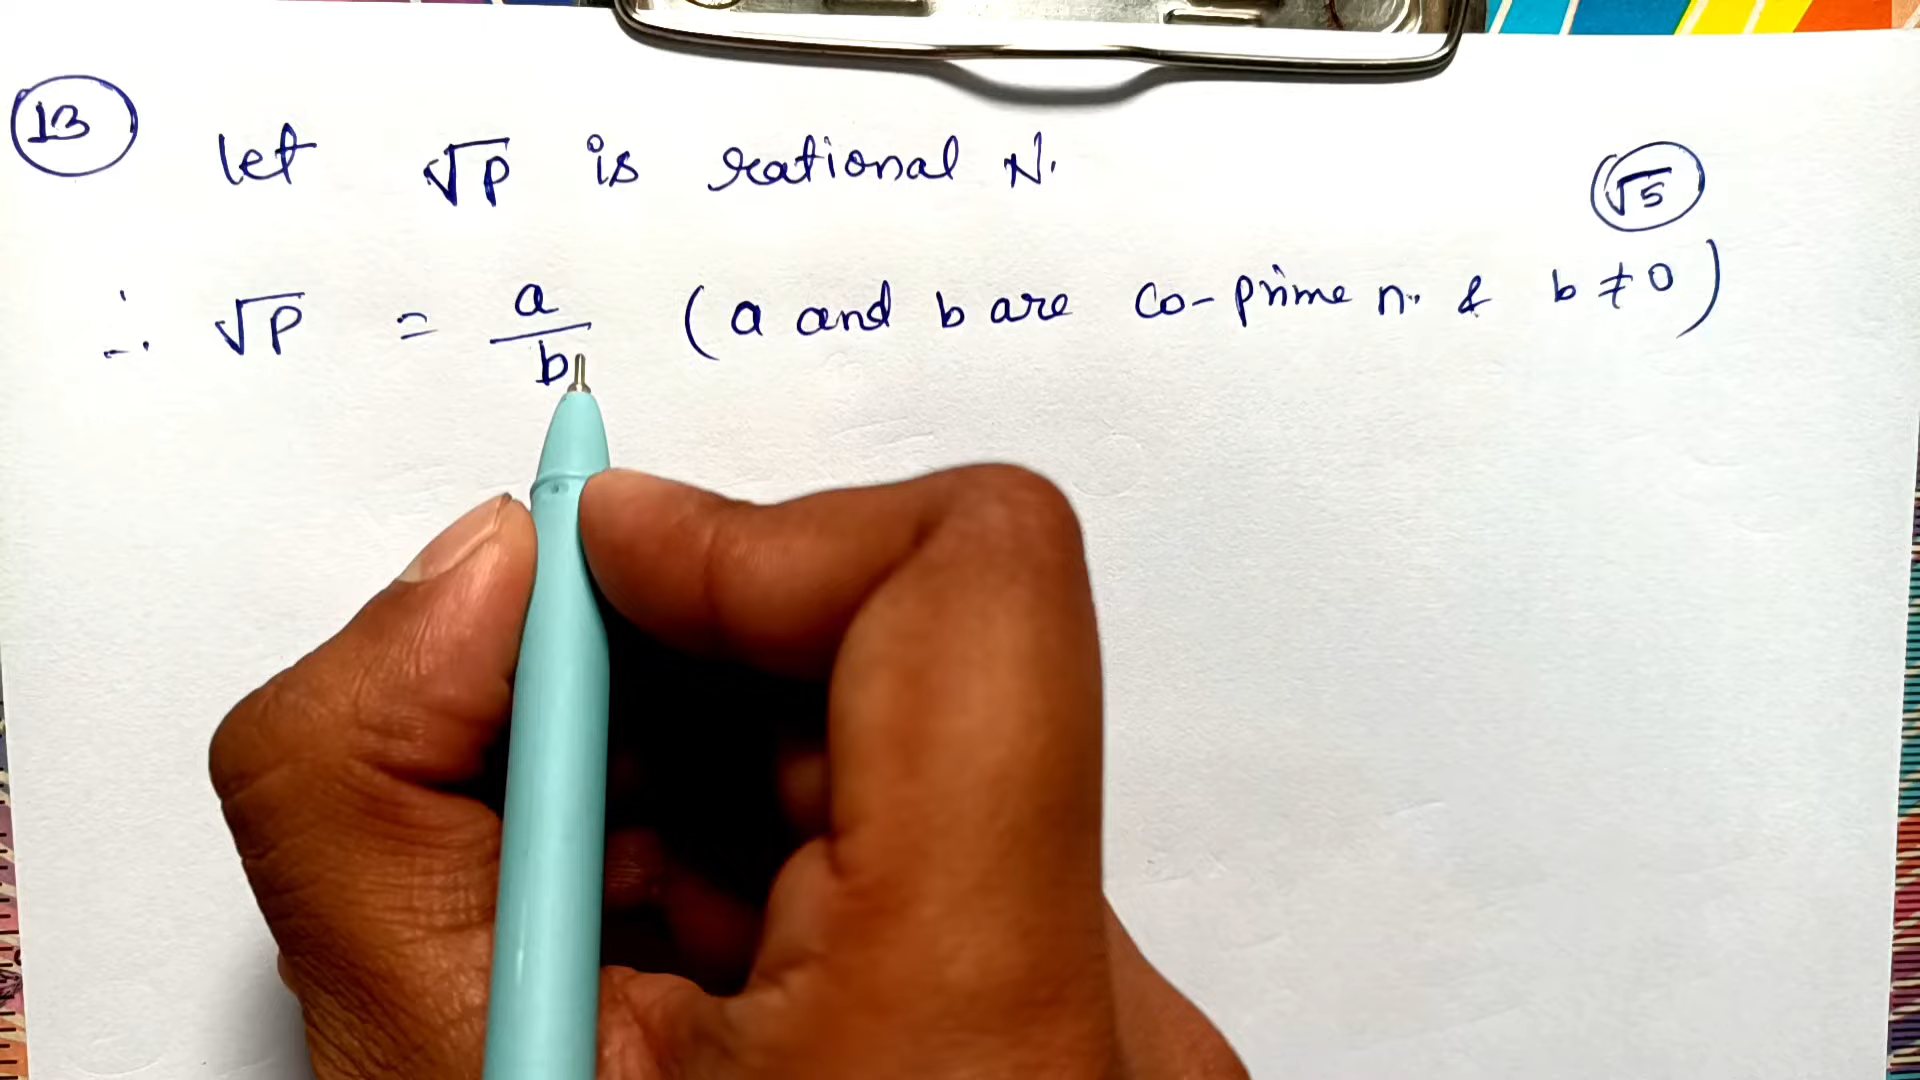 13
let √p is rational N.
√5
∴ √p = a/b (a and b are co-prime n. & b ≠ 0)